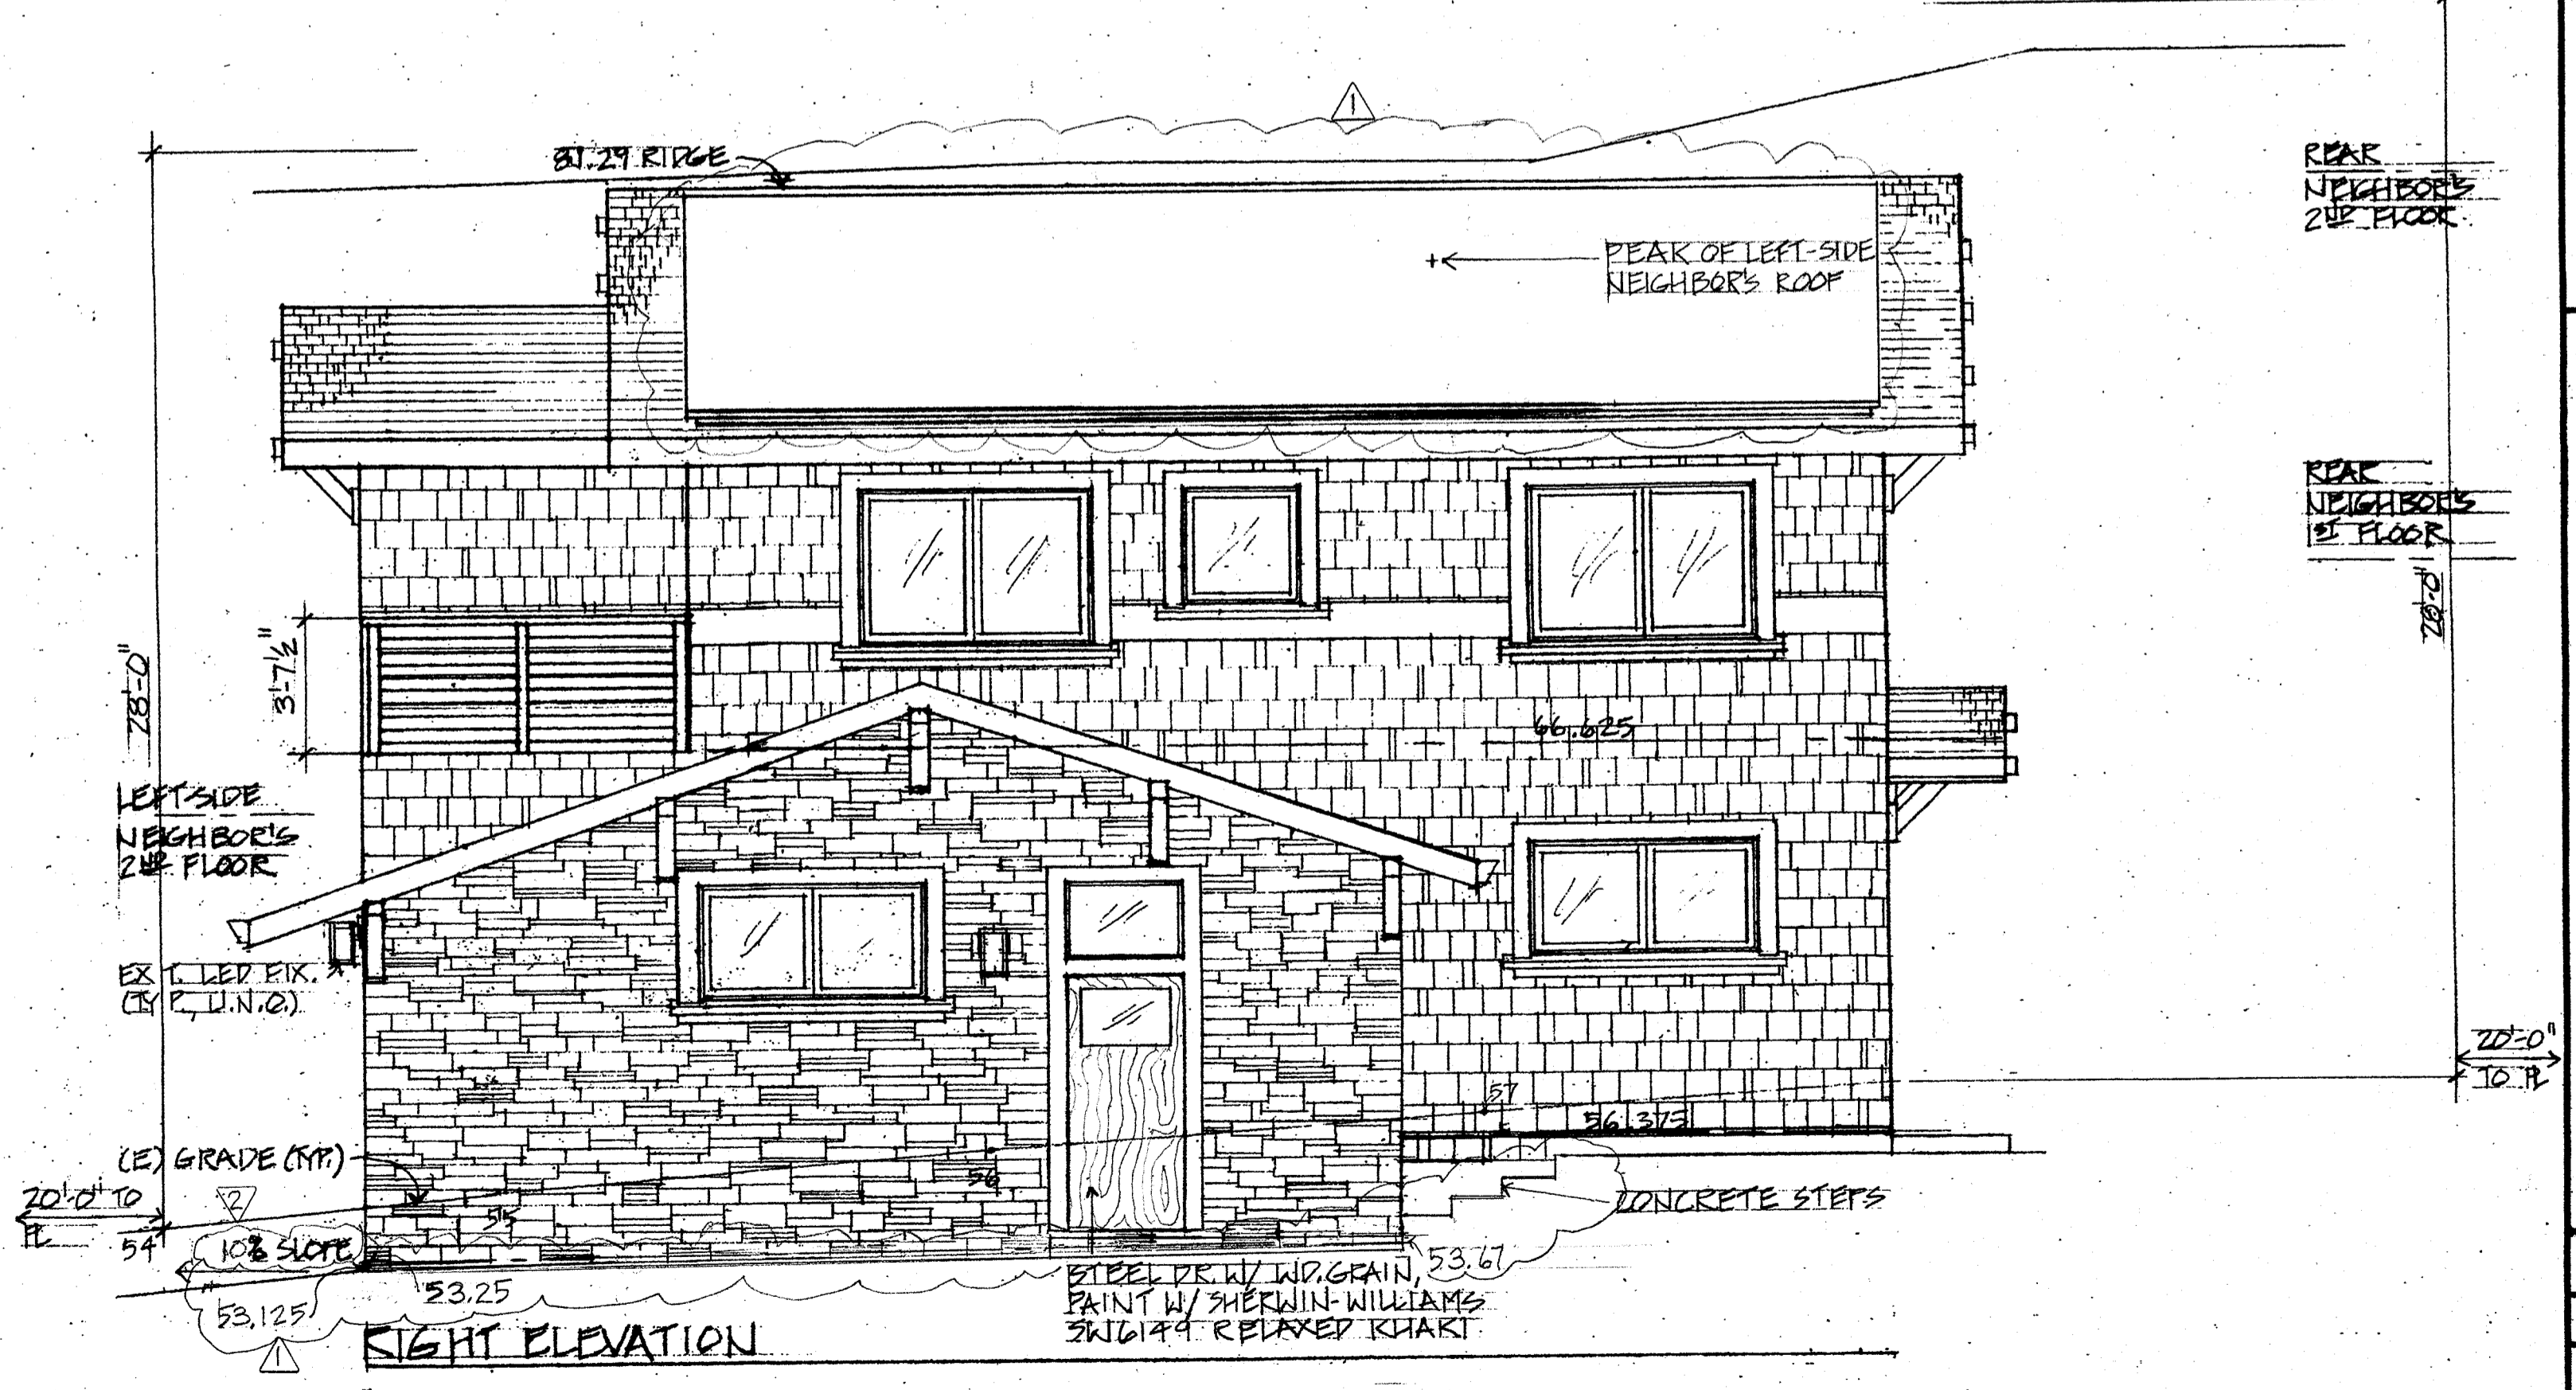 1
81.29 RIDGE
REAR
NEIGHBOR'S
2ND FLOOR
PEAK OF LEFT-SIDE
NEIGHBOR'S ROOF
REAR
NEIGHBOR'S
1ST FLOOR
28'-0"
3'-7½"
28'-0"
66.625
LEFT SIDE
NEIGHBOR'S
2ND FLOOR
EXT. LED FIX.
(TYP., U.N.O.)
20'-0"
TO PL
57
56.375
(E) GRADE (TYP.)
56
55
20'-0" TO
PL
54
2
10% SLOPE
CONCRETE STEPS
53.67
53.25
53.125
STEEL DR. W/ WD. GRAIN,
PAINT W/ SHERWIN-WILLIAMS
SW6149 RELAXED KHAKI
RIGHT ELEVATION
1